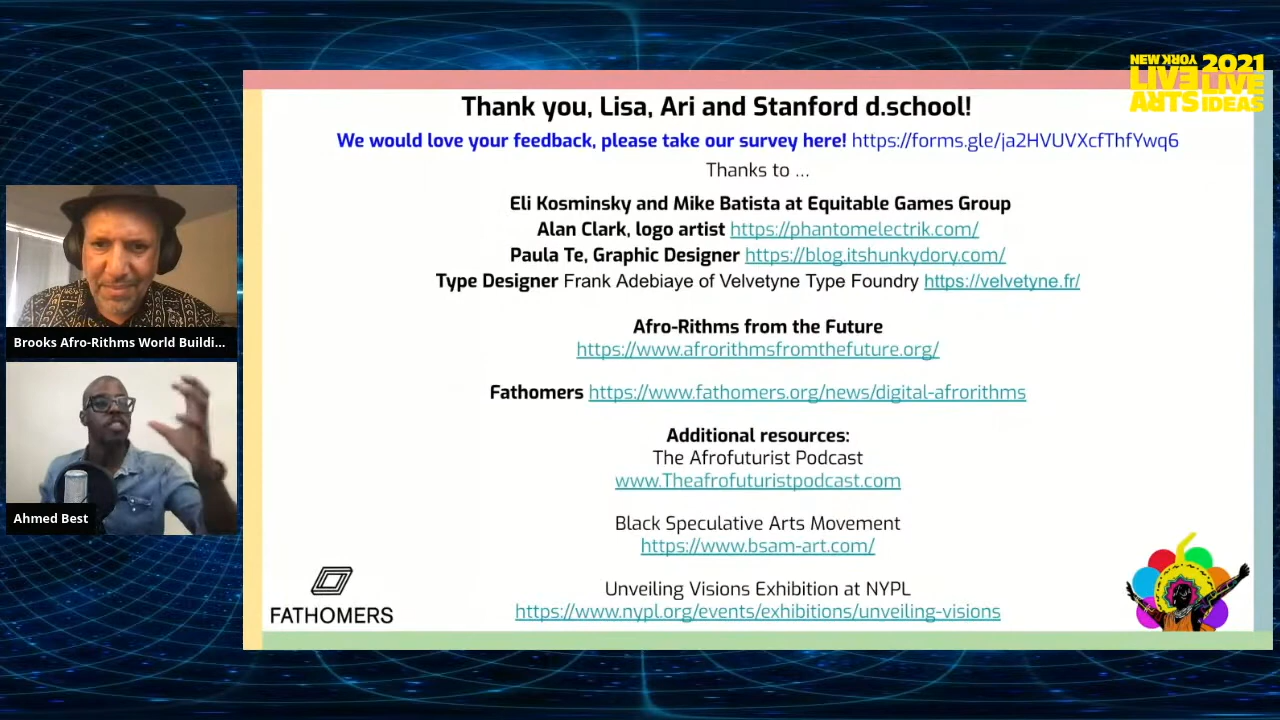 NEW YORK
LIVE
ARTS
2021
LIVE
IDEAS
Thank you, Lisa, Ari and Stanford d.school!
We would love your feedback, please take our survey here! https://forms.gle/ja2HVUVXcfThfYwq6
Thanks to ...
Eli Kosminsky and Mike Batista at Equitable Games Group
Alan Clark, logo artist https://phantomelectrik.com/
Paula Te, Graphic Designer https://blog.itshunkydory.com/
Type Designer Frank Adebiaye of Velvetyne Type Foundry https://velvetyne.fr/
Afro-Rithms from the Future
https://www.afrorithmsfromthefuture.org/
Fathomers https://www.fathomers.org/news/digital-afrorithms
Additional resources:
The Afrofuturist Podcast
www.Theafrofuturistpodcast.com
Black Speculative Arts Movement
https://www.bsam-art.com/
Unveiling Visions Exhibition at NYPL
https://www.nypl.org/events/exhibitions/unveiling-visions
FATHOMERS
Brooks Afro-Rithms World Buildi...
Ahmed Best